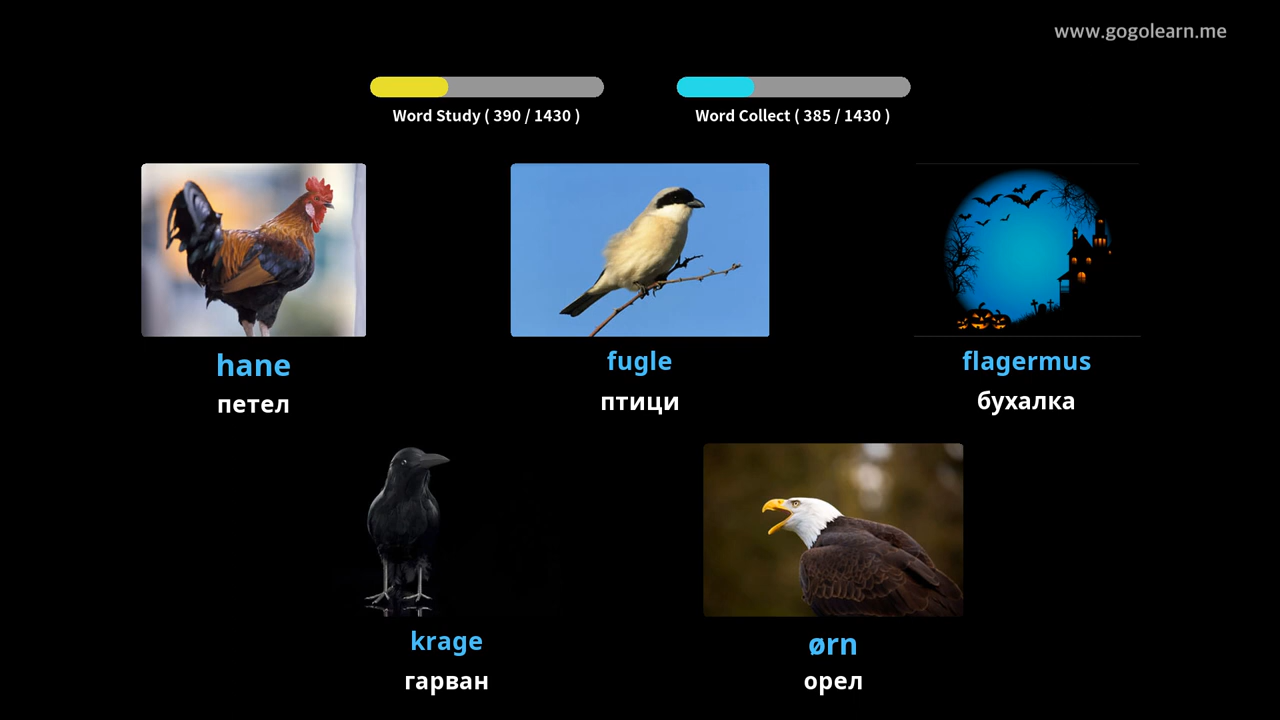 www.gogolearn.me
Word Study ( 390 / 1430 )
Word Collect ( 385 / 1430 )
hane
петел
fugle
птици
flagermus
бухалка
krage
гарван
ørn
орел